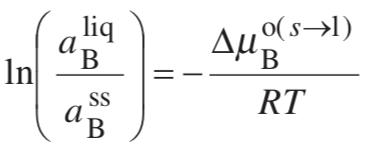 ln(a_B^liq / a_B^ss) = − Δμ_B^o(s→l) / RT